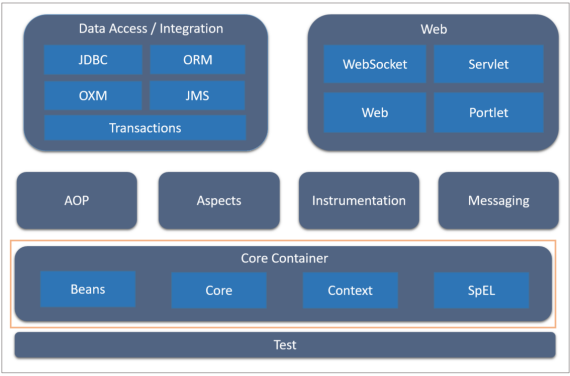 Data Access / Integration
JDBC
ORM
OXM
JMS
Transactions
Web
WebSocket
Servlet
Web
Portlet
AOP
Aspects
Instrumentation
Messaging
Core Container
Beans
Core
Context
SpEL
Test